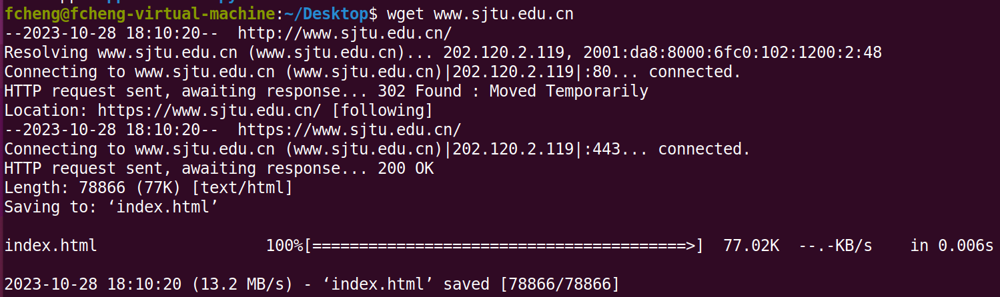 fcheng@fcheng-virtual-machine:~/Desktop$ wget www.sjtu.edu.cn
--2023-10-28 18:10:20--  http://www.sjtu.edu.cn/
Resolving www.sjtu.edu.cn (www.sjtu.edu.cn)... 202.120.2.119, 2001:da8:8000:6fc0:102:1200:2:48
Connecting to www.sjtu.edu.cn (www.sjtu.edu.cn)|202.120.2.119|:80... connected.
HTTP request sent, awaiting response... 302 Found : Moved Temporarily
Location: https://www.sjtu.edu.cn/ [following]
--2023-10-28 18:10:20--  https://www.sjtu.edu.cn/
Connecting to www.sjtu.edu.cn (www.sjtu.edu.cn)|202.120.2.119|:443... connected.
HTTP request sent, awaiting response... 200 OK
Length: 78866 (77K) [text/html]
Saving to: ‘index.html’
index.html                  100%[========================================>]  77.02K  --.-KB/s    in 0.006s
2023-10-28 18:10:20 (13.2 MB/s) - ‘index.html’ saved [78866/78866]